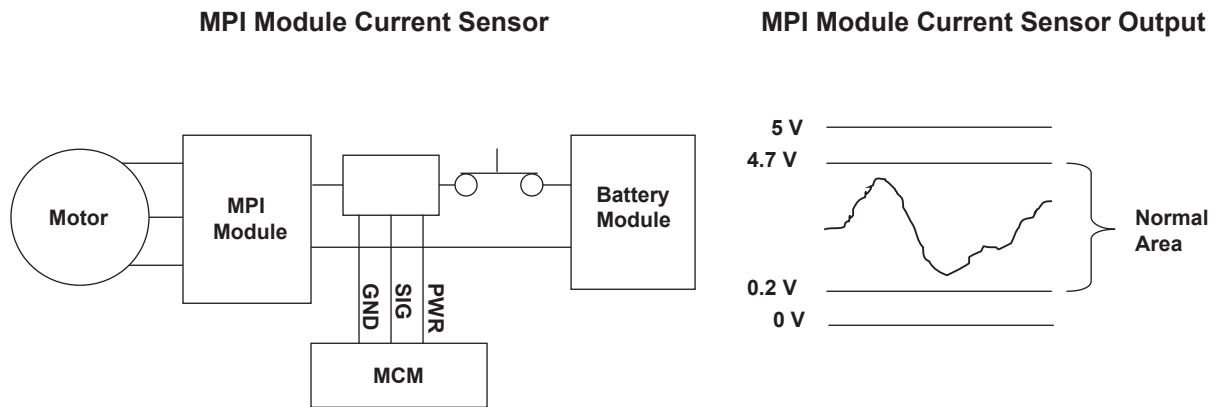 MPI Module Current Sensor
MPI Module Current Sensor Output
Motor
MPI
Module
Battery
Module
GND
SIG
PWR
MCM
5 V
4.7 V
0.2 V
0 V
Normal
Area